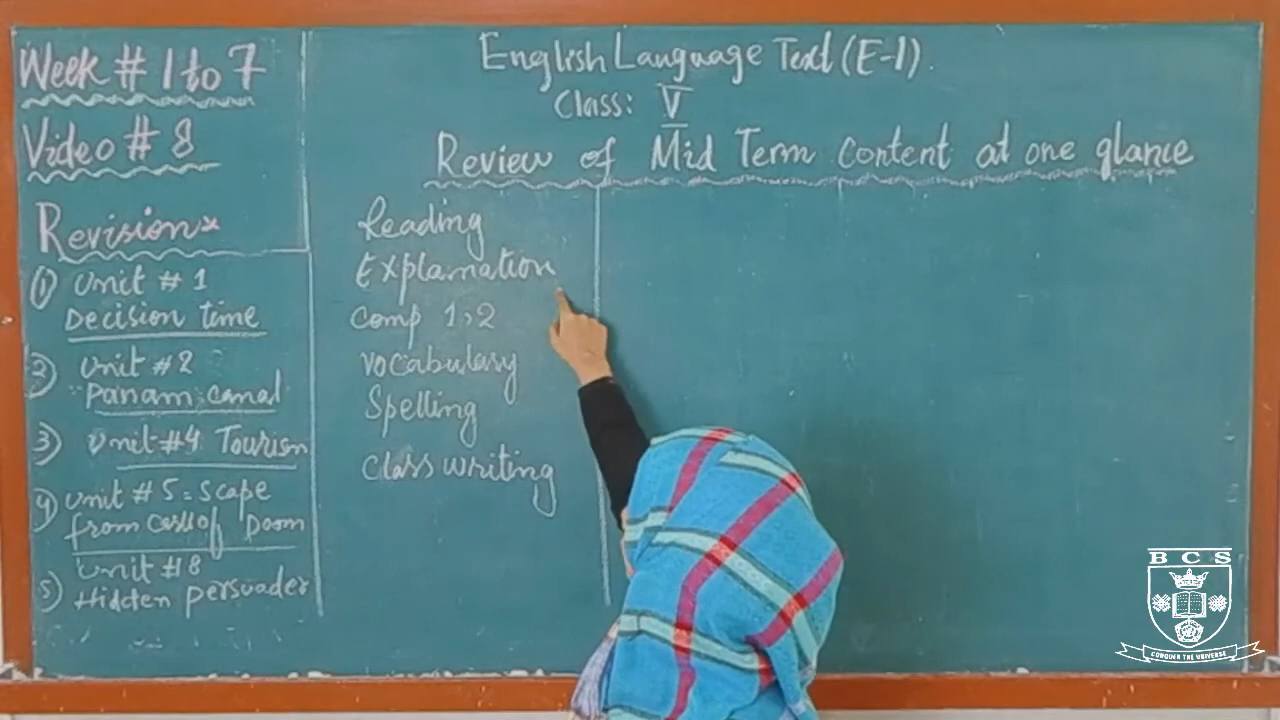 Week # 1 to 7
Video # 8
English Language Text (E-1).
Class: V
Review of Mid Term content at one glance
Revision
1) Unit # 1
Decision time
2) Unit # 2
Panam canal
3) Unit #4 Tourism
4) Unit # 5 = Scape
from of Doom
Unit #18
5) Hidden persuader
Reading
Explanation
Comp 1,2
vocabulary
Spelling
Class writing
BCS
CONQUER THE UNIVERSE